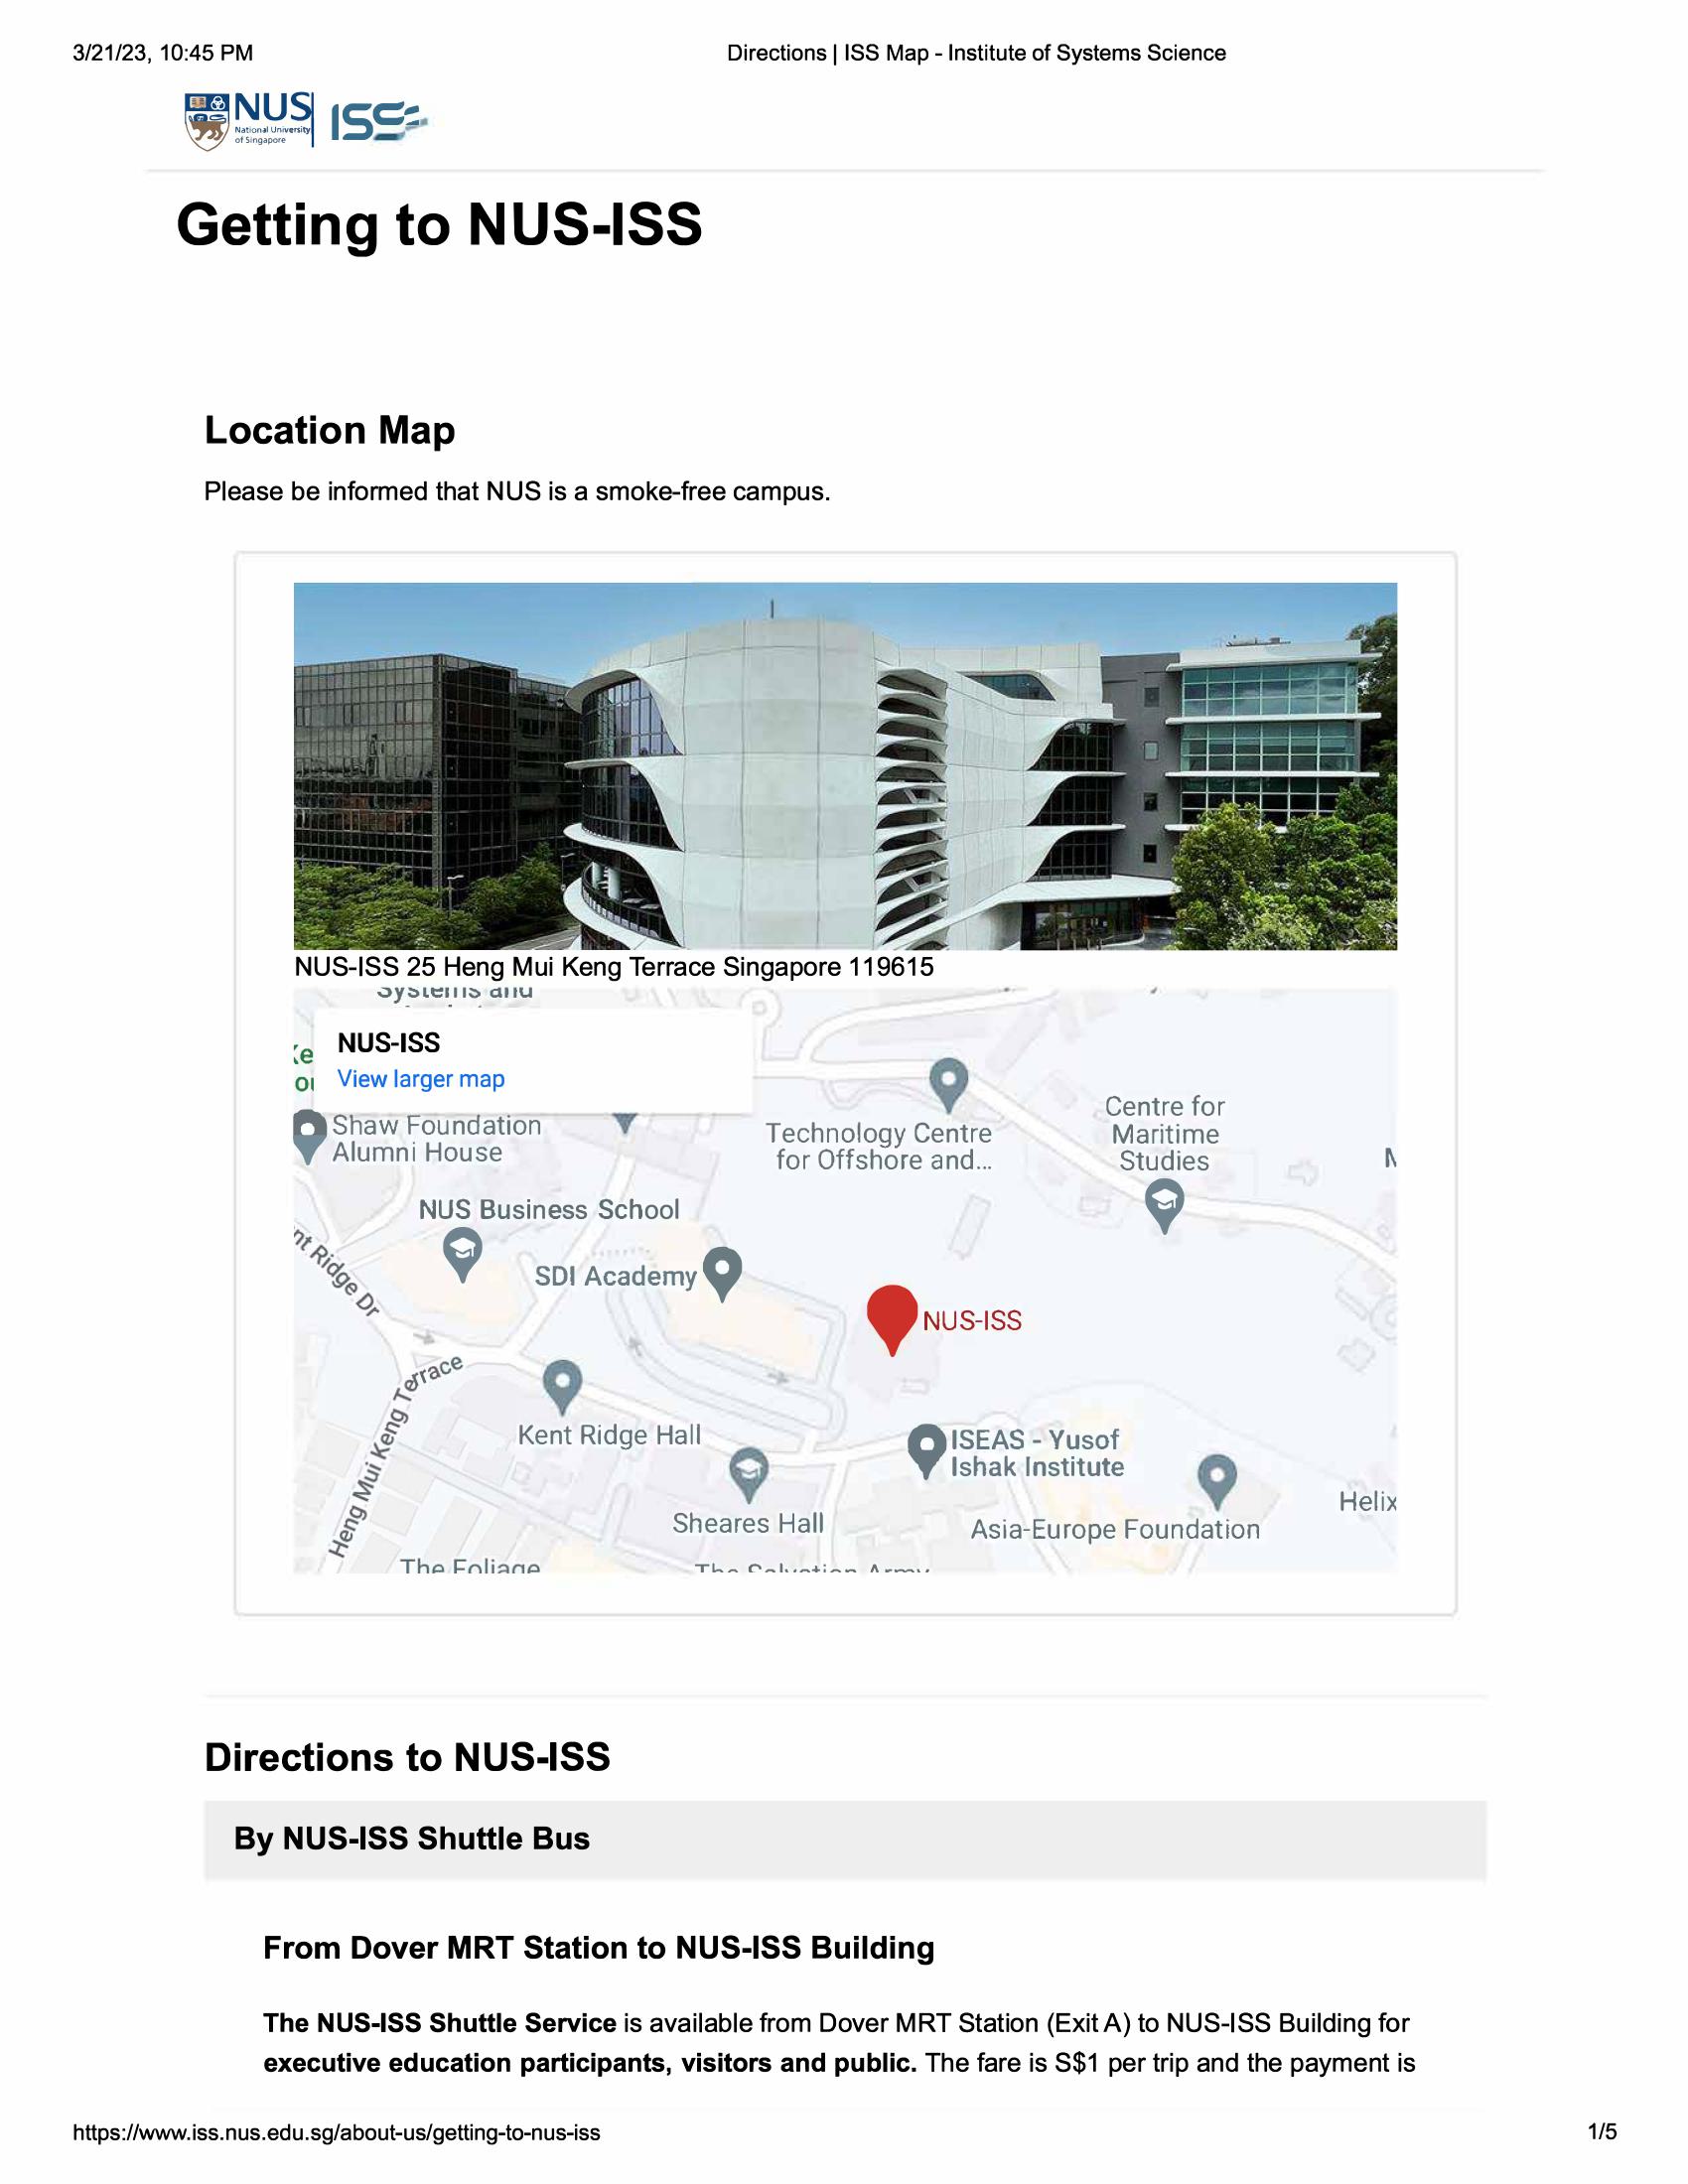 3/21/23, 10:45 PM
Directions | ISS Map - Institute of Systems Science
NUS
National University
of Singapore
ISS
Getting to NUS-ISS
Location Map
Please be informed that NUS is a smoke-free campus.
NUS-ISS 25 Heng Mui Keng Terrace Singapore 119615
Systems and
NUS-ISS
View larger map
Shaw Foundation
Alumni House
Technology Centre
for Offshore and...
Centre for
Maritime
Studies
NUS Business School
SDI Academy
nt Ridge Dr
NUS-ISS
Heng Mui Keng Terrace
Kent Ridge Hall
ISEAS - Yusof
Ishak Institute
Sheares Hall
Asia-Europe Foundation
Helix
The Foliage
The Salvation Army
Directions to NUS-ISS
By NUS-ISS Shuttle Bus
From Dover MRT Station to NUS-ISS Building
The NUS-ISS Shuttle Service is available from Dover MRT Station (Exit A) to NUS-ISS Building for
executive education participants, visitors and public. The fare is S$1 per trip and the payment is
https://www.iss.nus.edu.sg/about-us/getting-to-nus-iss
1/5